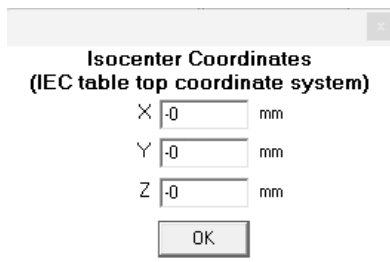 Isocenter Coordinates
(IEC table top coordinate system)
X -0 mm
Y -0 mm
Z -0 mm
OK